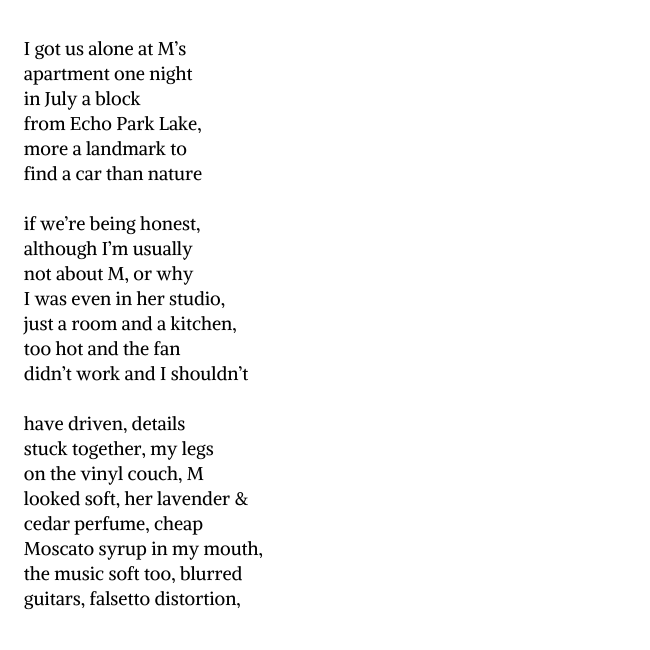 I got us alone at M’s
apartment one night
in July a block
from Echo Park Lake,
more a landmark to
find a car than nature
if we’re being honest,
although I’m usually
not about M, or why
I was even in her studio,
just a room and a kitchen,
too hot and the fan
didn’t work and I shouldn’t
have driven, details
stuck together, my legs
on the vinyl couch, M
looked soft, her lavender &
cedar perfume, cheap
Moscato syrup in my mouth,
the music soft too, blurred
guitars, falsetto distortion,